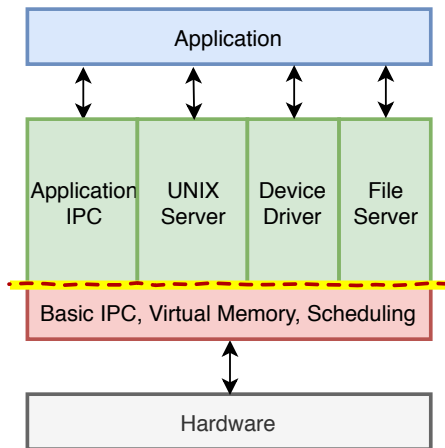 Application
Application
IPC
UNIX
Server
Device
Driver
File
Server
Basic IPC, Virtual Memory, Scheduling
Hardware